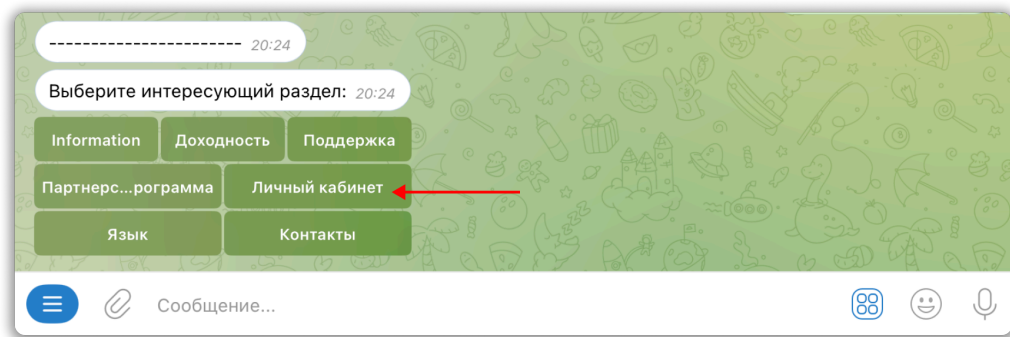 ----------------------- 20:24
Выберите интересующий раздел: 20:24
Information Доходность Поддержка
Партнерс...рограмма Личный кабинет
Язык Контакты
Сообщение...